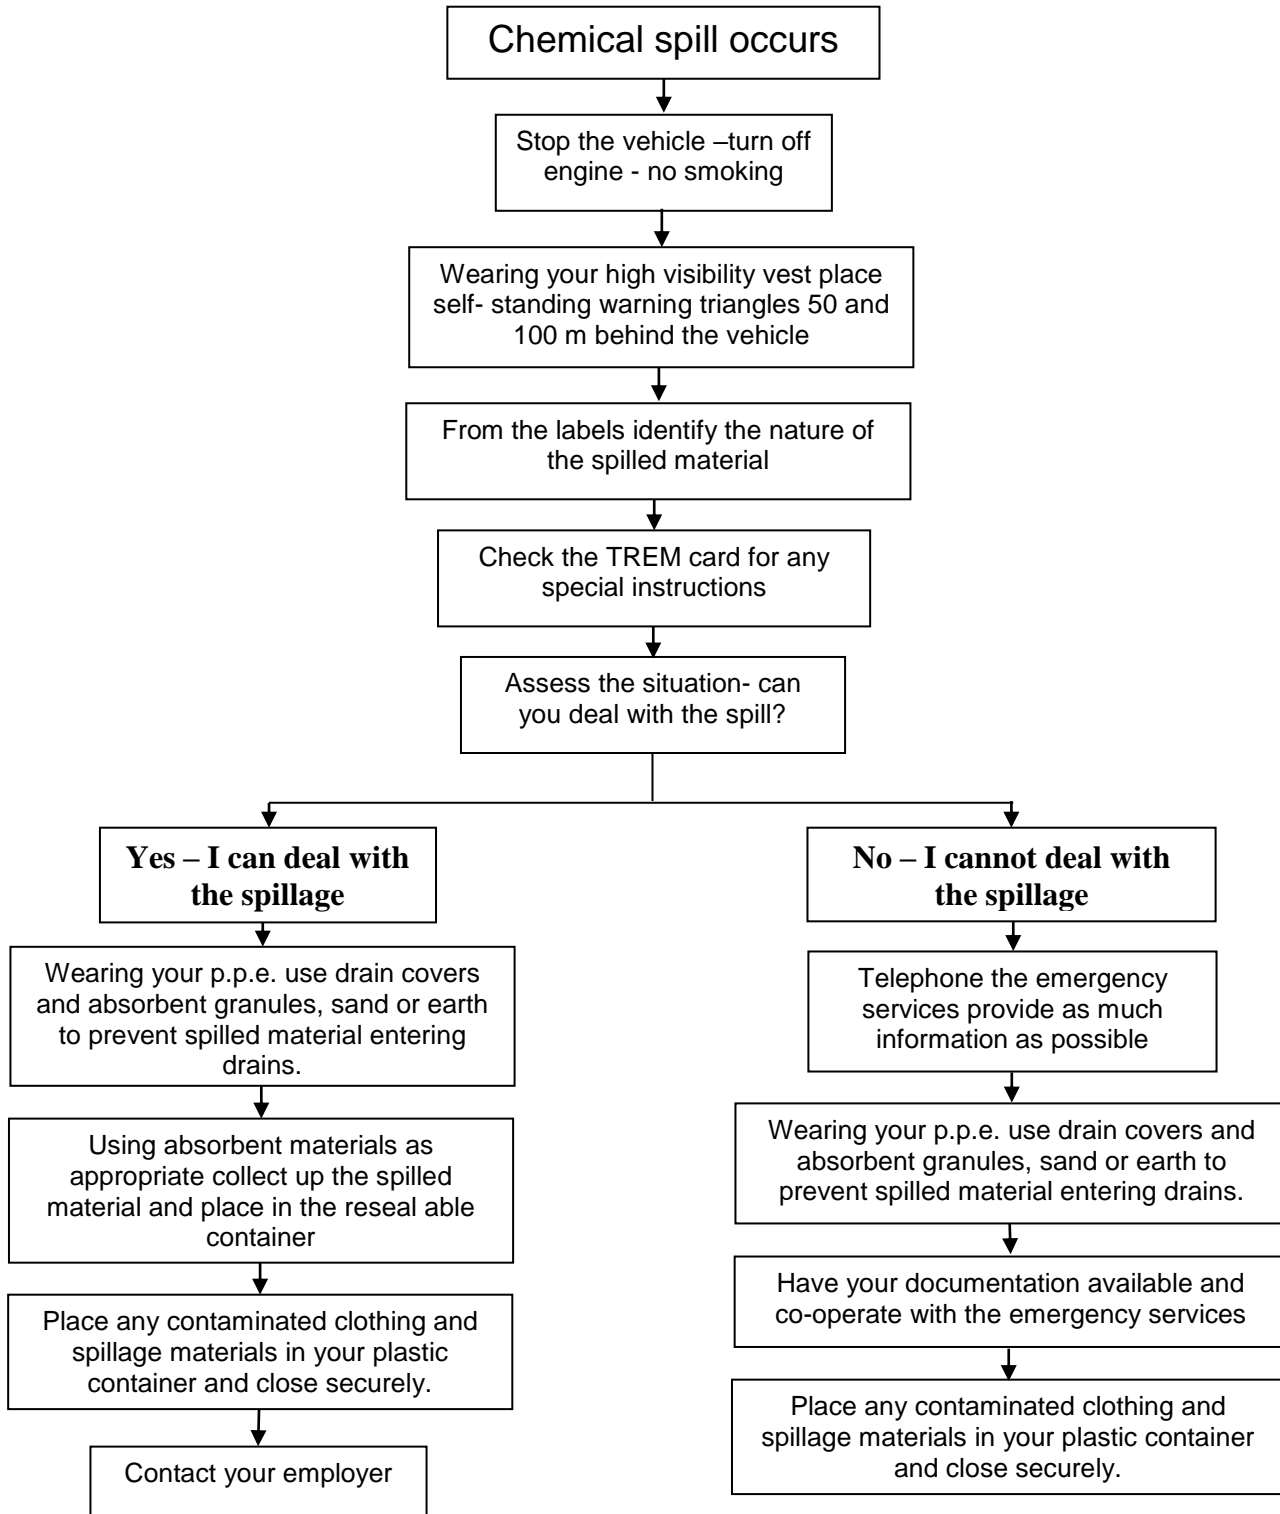 Chemical spill occurs
Stop the vehicle –turn off
engine - no smoking
Wearing your high visibility vest place
self- standing warning triangles 50 and
100 m behind the vehicle
From the labels identify the nature of
the spilled material
Check the TREM card for any
special instructions
Assess the situation- can
you deal with the spill?
Yes – I can deal with
the spillage
Wearing your p.p.e. use drain covers
and absorbent granules, sand or earth
to prevent spilled material entering
drains.
Using absorbent materials as
appropriate collect up the spilled
material and place in the reseal able
container
Place any contaminated clothing and
spillage materials in your plastic
container and close securely.
Contact your employer
No – I cannot deal with
the spillage
Telephone the emergency
services provide as much
information as possible
Wearing your p.p.e. use drain covers and
absorbent granules, sand or earth to
prevent spilled material entering drains.
Have your documentation available and
co-operate with the emergency services
Place any contaminated clothing and
spillage materials in your plastic container
and close securely.